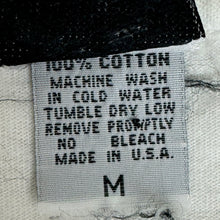 100% COTTON
MACHINE WASH
IN COLD WATER
TUMBLE DRY LOW
REMOVE PROMPTLY
NO BLEACH
MADE IN U.S.A.
M